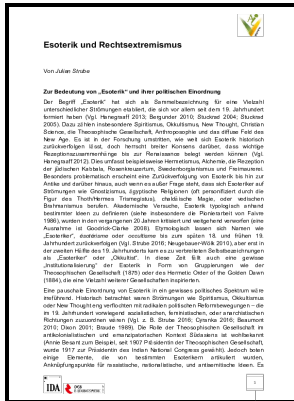 Esoterik und Rechtsextremismus
Von Julian Strube
Zur Bedeutung von „Esoterik“ und ihrer politischen Einordnung
Der Begriff „Esoterik“ hat sich als Sammelbezeichnung für eine Vielzahl
unterschiedlicher Strömungen etabliert, die sich vor allem seit dem 19. Jahrhundert
formiert haben (Vgl. Hanegraaff 2013; Bergunder 2010; Stuckrad 2004; Stuckrad
2005). Dazu zählen insbesondere Spiritismus, Okkultismus, New Thought, Christian
Science, die Theosophische Gesellschaft, Anthroposophie und das diffuse Feld des
New Age. Es ist in der Forschung umstritten, wie weit sich Esoterik historisch
zurückverfolgen lässt, doch herrscht breiter Konsens darüber, dass wichtige
Rezeptionszusammenhänge bis zur Renaissance belegt werden können (Vgl.
Hanegraaff 2012). Dies umfasst beispielsweise Hermetismus, Alchemie, die Rezeption
der jüdischen Kabbala, Rosenkreuzertum, Swedenborgianismus und Freimaurerei.
Besonders problematisch erscheint eine Zurückverfolgung von Esoterik bis hin zur
Antike und darüber hinaus, auch wenn es außer Frage steht, dass sich Esoteriker auf
Strömungen wie Gnostizismus, ägyptische Religionen (oft personifiziert durch die
Figur des Thoth/Hermes Trismegistus), chaldäische Magie, oder vedischen
Brahmanismus berufen. Akademische Versuche, Esoterik typologisch anhand
bestimmter Ideen zu definieren (siehe insbesondere die Pionierarbeit von Faivre
1986), wurden in den vergangenen 20 Jahren kritisiert und weitgehend verworfen (eine
Ausnahme ist Goodrick-Clarke 2008). Etymologisch lassen sich Namen wie
„Esoteriker“, ésotérisme oder occultisme bis zum späten 18. und frühen 19.
Jahrhundert zurückverfolgen (Vgl. Strube 2016; Neugebauer-Wölk 2010), aber erst in
der zweiten Hälfte des 19. Jahrhunderts kam es zu verbreiteten Selbstbezeichnungen
als „Esoteriker“ oder „Okkultist“. In diese Zeit fällt auch eine gewisse
„Institutionalisierung“ der Esoterik in Form von Gruppierungen wie der
Theosophischen Gesellschaft (1875) oder des Hermetic Order of the Golden Dawn
(1884), die eine Vielzahl weiterer Gesellschaften inspirierten.
Eine pauschale Einordnung von Esoterik in ein gewisses politisches Spektrum wäre
irreführend. Historisch betrachtet waren Strömungen wie Spiritismus, Okkultismus
oder New Thought eng verflochten mit radikalen politischen Reformbewegungen – die
im 19. Jahrhundert vorwiegend sozialistischen, feministischen, oder anarchistischen
Richtungen zuzuordnen waren (Vgl. z. B. Strube 2016; Cyranka 2016; Beaumont
2010; Dixon 2001; Braude 1989). Die Rolle der Theosophischen Gesellschaft im
antikolonialistischen und emanzipatorischen Kontext Südasiens ist wohlbekannt
(Annie Besant zum Beispiel, seit 1907 Präsidentin der Theosophischen Gesellschaft,
wurde 1917 zur Präsidentin des Indian National Congress gewählt). Jedoch boten
einige Elemente, die von bestimmten Esoterikern artikuliert wurden,
Anknüpfungspunkte für rassistische, nationalistische, und antisemitische Ideen. Es
IDA
1